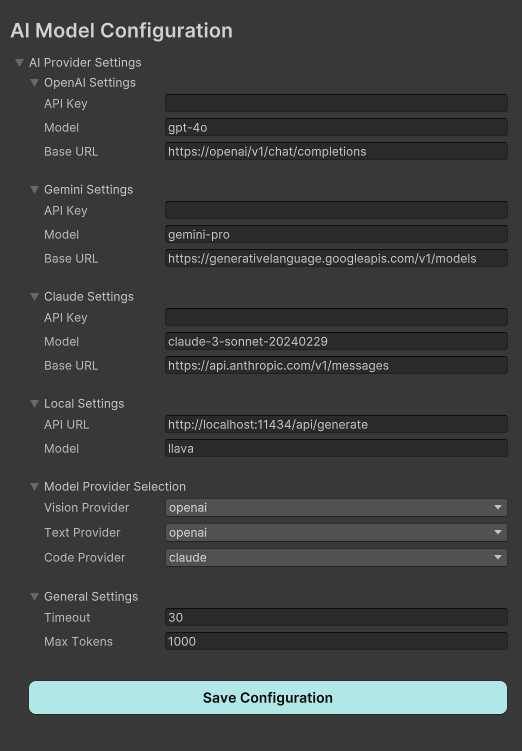 AI Model Configuration
AI Provider Settings
OpenAI Settings
API Key
Model gpt-4o
Base URL https://openai/v1/chat/completions
Gemini Settings
API Key
Model gemini-pro
Base URL https://generativelanguage.googleapis.com/v1/models
Claude Settings
API Key
Model claude-3-sonnet-20240229
Base URL https://api.anthropic.com/v1/messages
Local Settings
API URL http://localhost:11434/api/generate
Model llava
Model Provider Selection
Vision Provider openai
Text Provider openai
Code Provider claude
General Settings
Timeout 30
Max Tokens 1000
Save Configuration